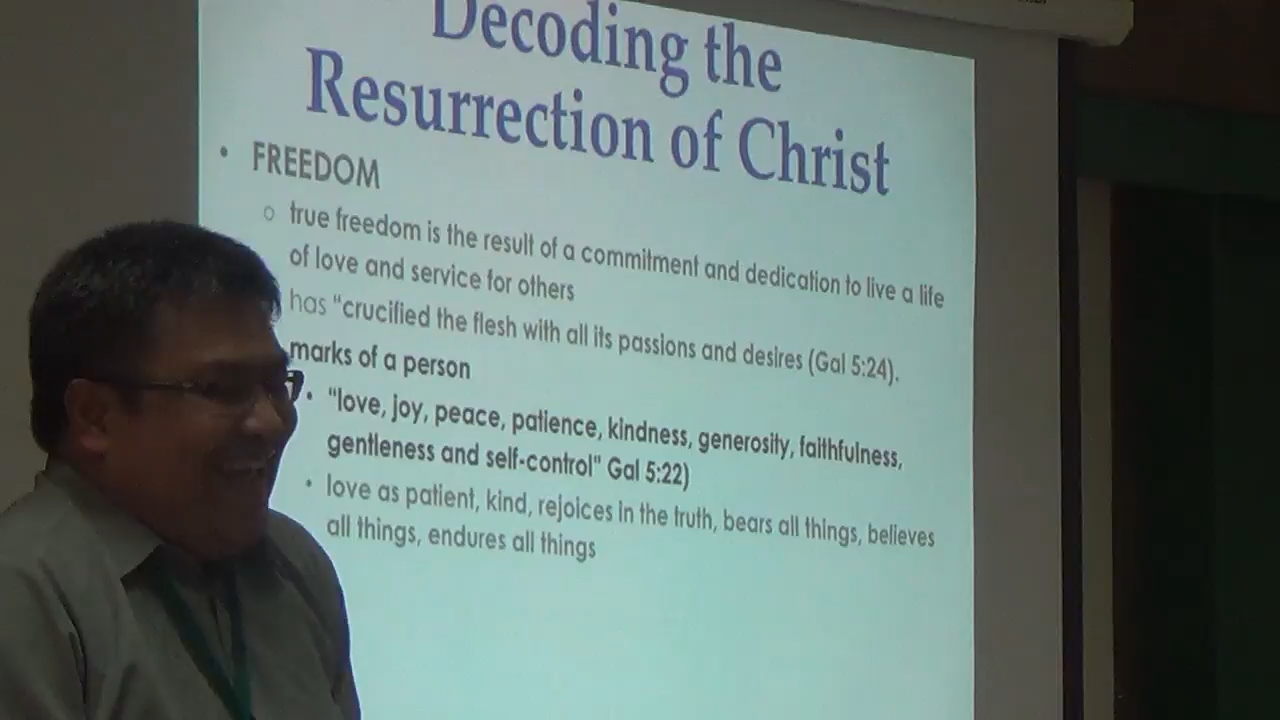 Decoding the
Resurrection of Christ
• FREEDOM
o true freedom is the result of a commitment and dedication to live a life
of love and service for others
has "crucified the flesh with all its passions and desires (Gal 5:24).
marks of a person
• "love, joy, peace, patience, kindness, generosity, faithfulness,
gentleness and self-control" Gal 5:22)
• love as patient, kind, rejoices in the truth, bears all things, believes
all things, endures all things